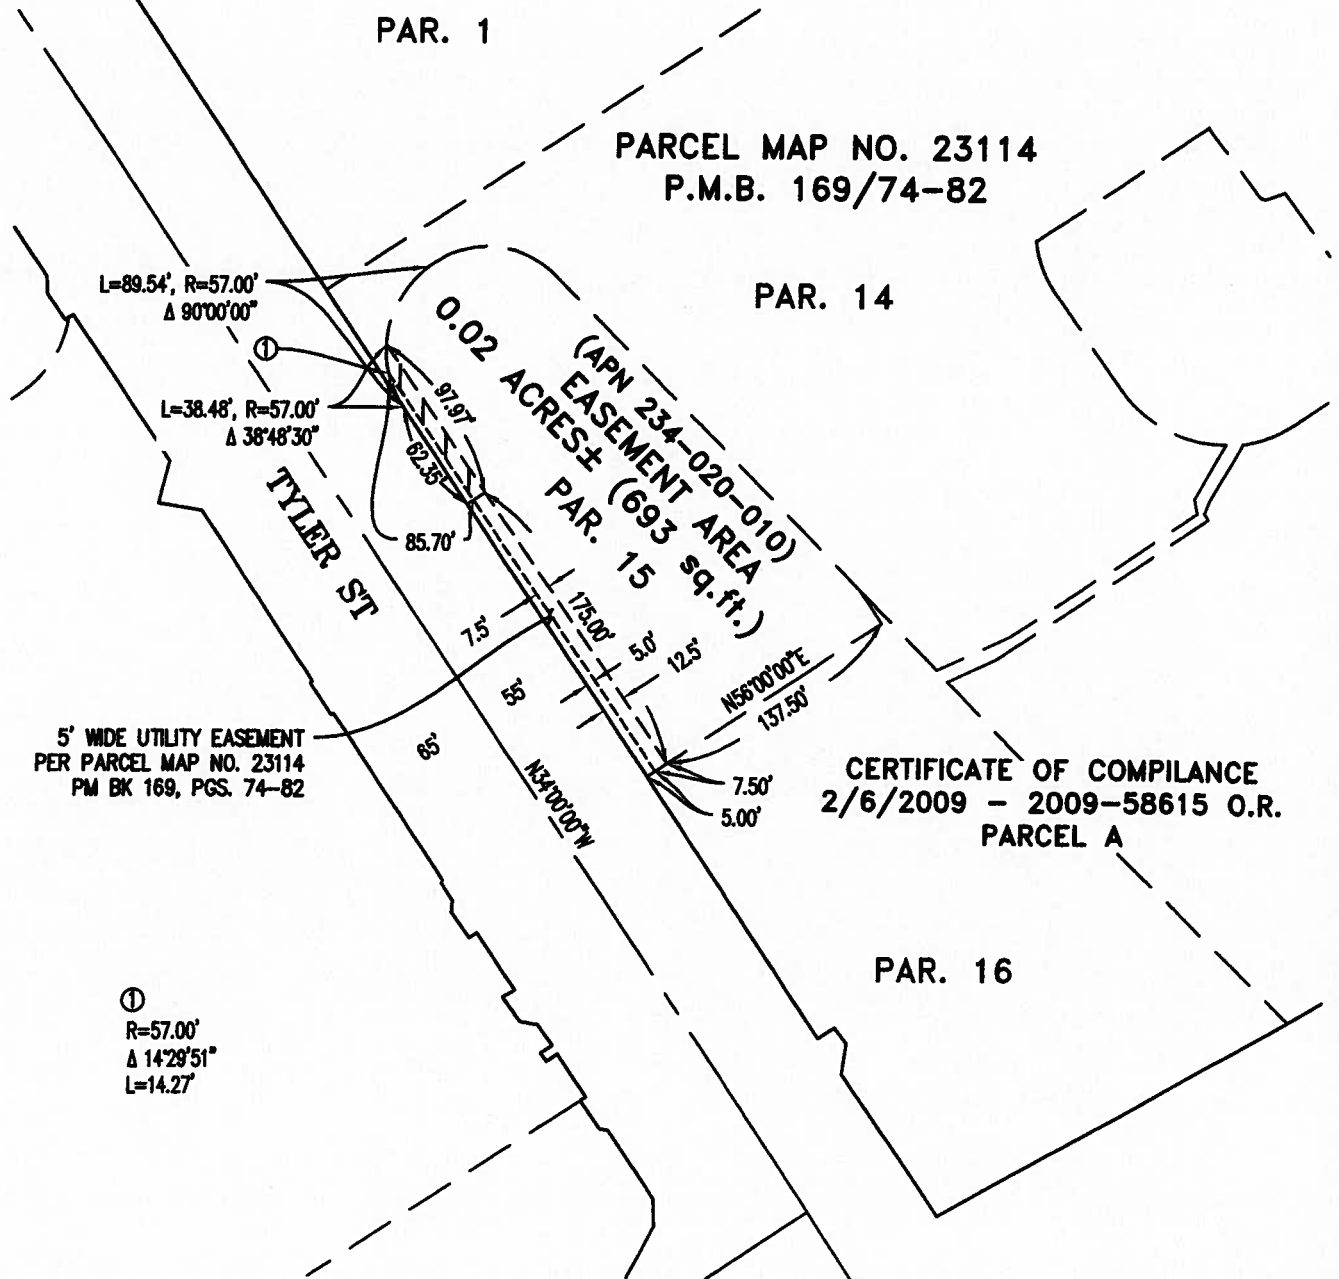 PAR. 1
PARCEL MAP NO. 23114
P.M.B. 169/74-82
PAR. 14
L=89.54', R=57.00'
Δ 90°00'00"
①
L=38.48', R=57.00'
Δ 38°48'30"
(APN 234-020-010)
EASEMENT AREA
0.02 ACRES± (693 sq.ft.)
PAR. 15
97.97'
62.35'
85.70'
TYLER ST
175.00'
7.5'
5.0'
12.5'
55'
65'
N56°00'00"E
137.50'
N34°00'00"W
7.50'
5.00'
5' WIDE UTILITY EASEMENT
PER PARCEL MAP NO. 23114
PM BK 169, PGS. 74-82
CERTIFICATE OF COMPILANCE
2/6/2009 - 2009-58615 O.R.
PARCEL A
PAR. 16
①
R=57.00'
Δ 14°29'51"
L=14.27'